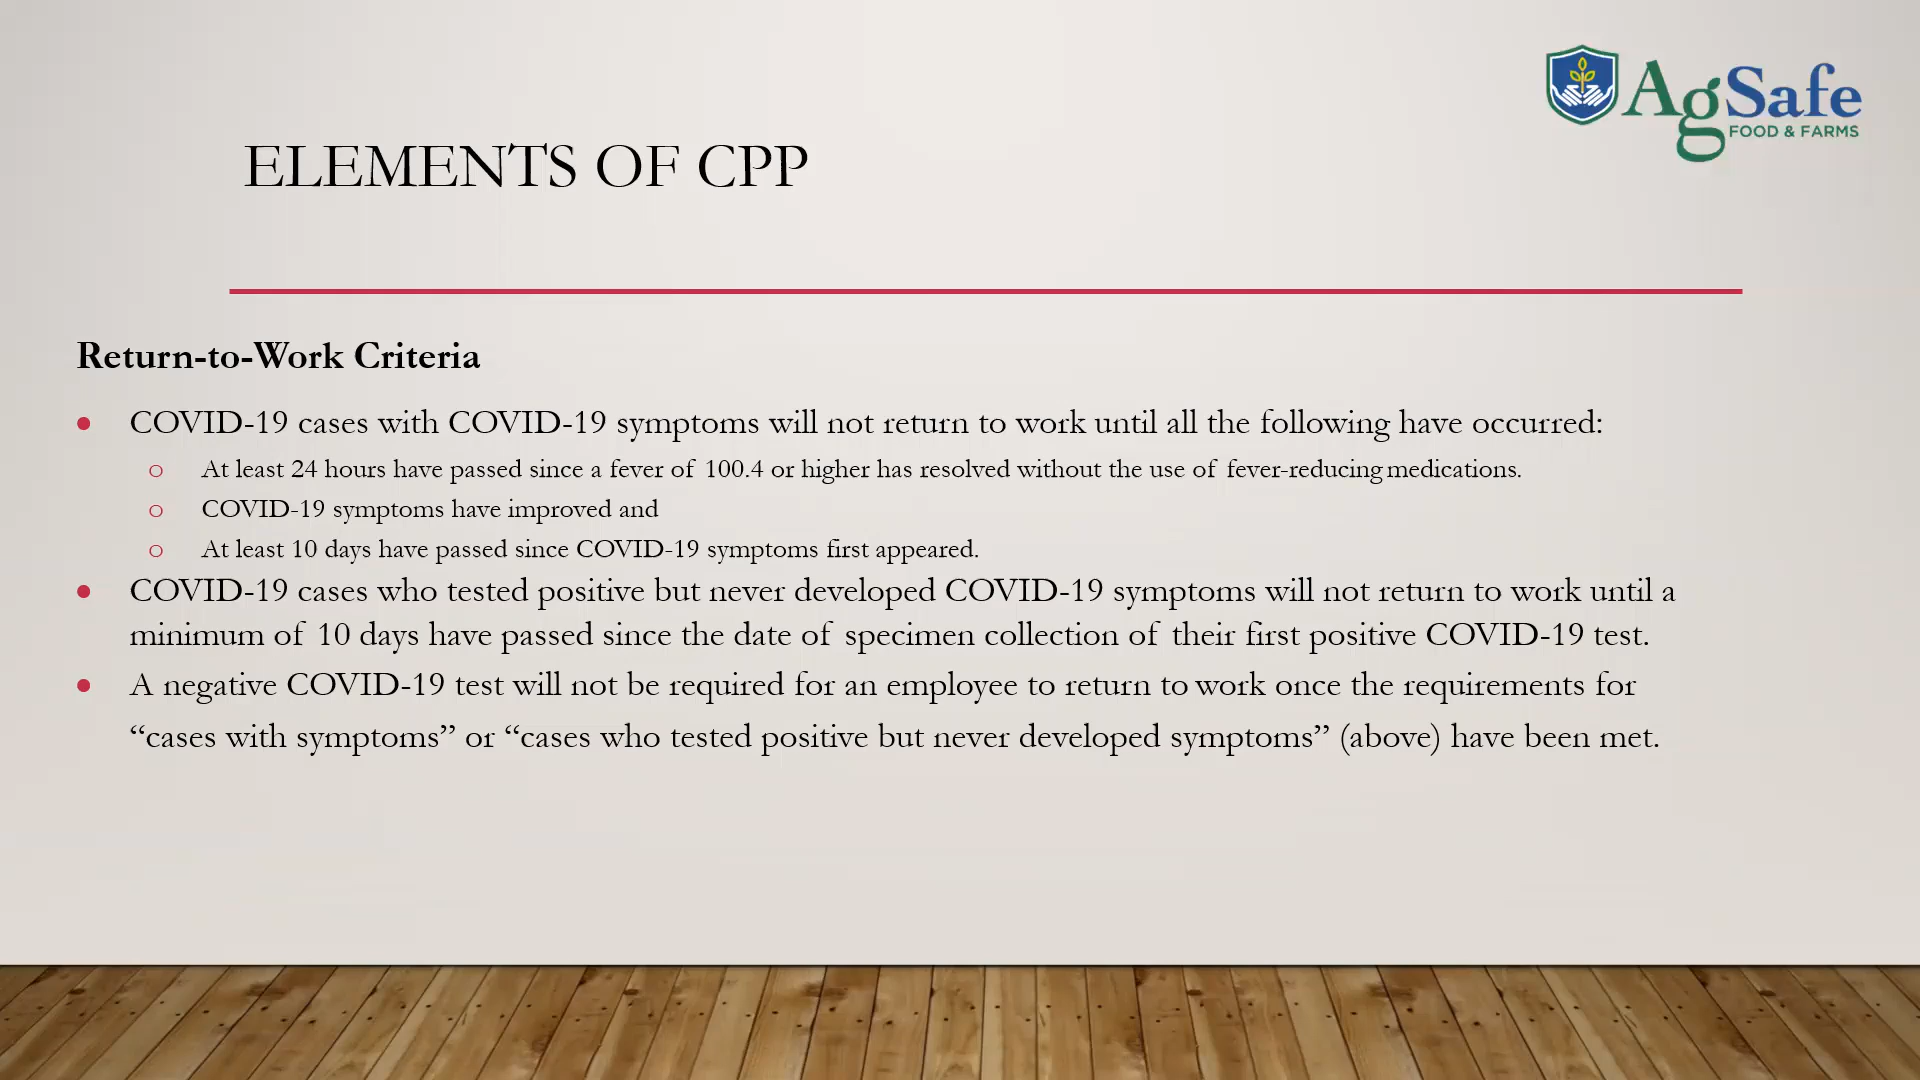 AgSafe
FOOD & FARMS
ELEMENTS OF CPP
Return-to-Work Criteria
• COVID-19 cases with COVID-19 symptoms will not return to work until all the following have occurred:
o At least 24 hours have passed since a fever of 100.4 or higher has resolved without the use of fever-reducing medications.
o COVID-19 symptoms have improved and
o At least 10 days have passed since COVID-19 symptoms first appeared.
• COVID-19 cases who tested positive but never developed COVID-19 symptoms will not return to work until a
minimum of 10 days have passed since the date of specimen collection of their first positive COVID-19 test.
• A negative COVID-19 test will not be required for an employee to return to work once the requirements for
“cases with symptoms” or “cases who tested positive but never developed symptoms” (above) have been met.